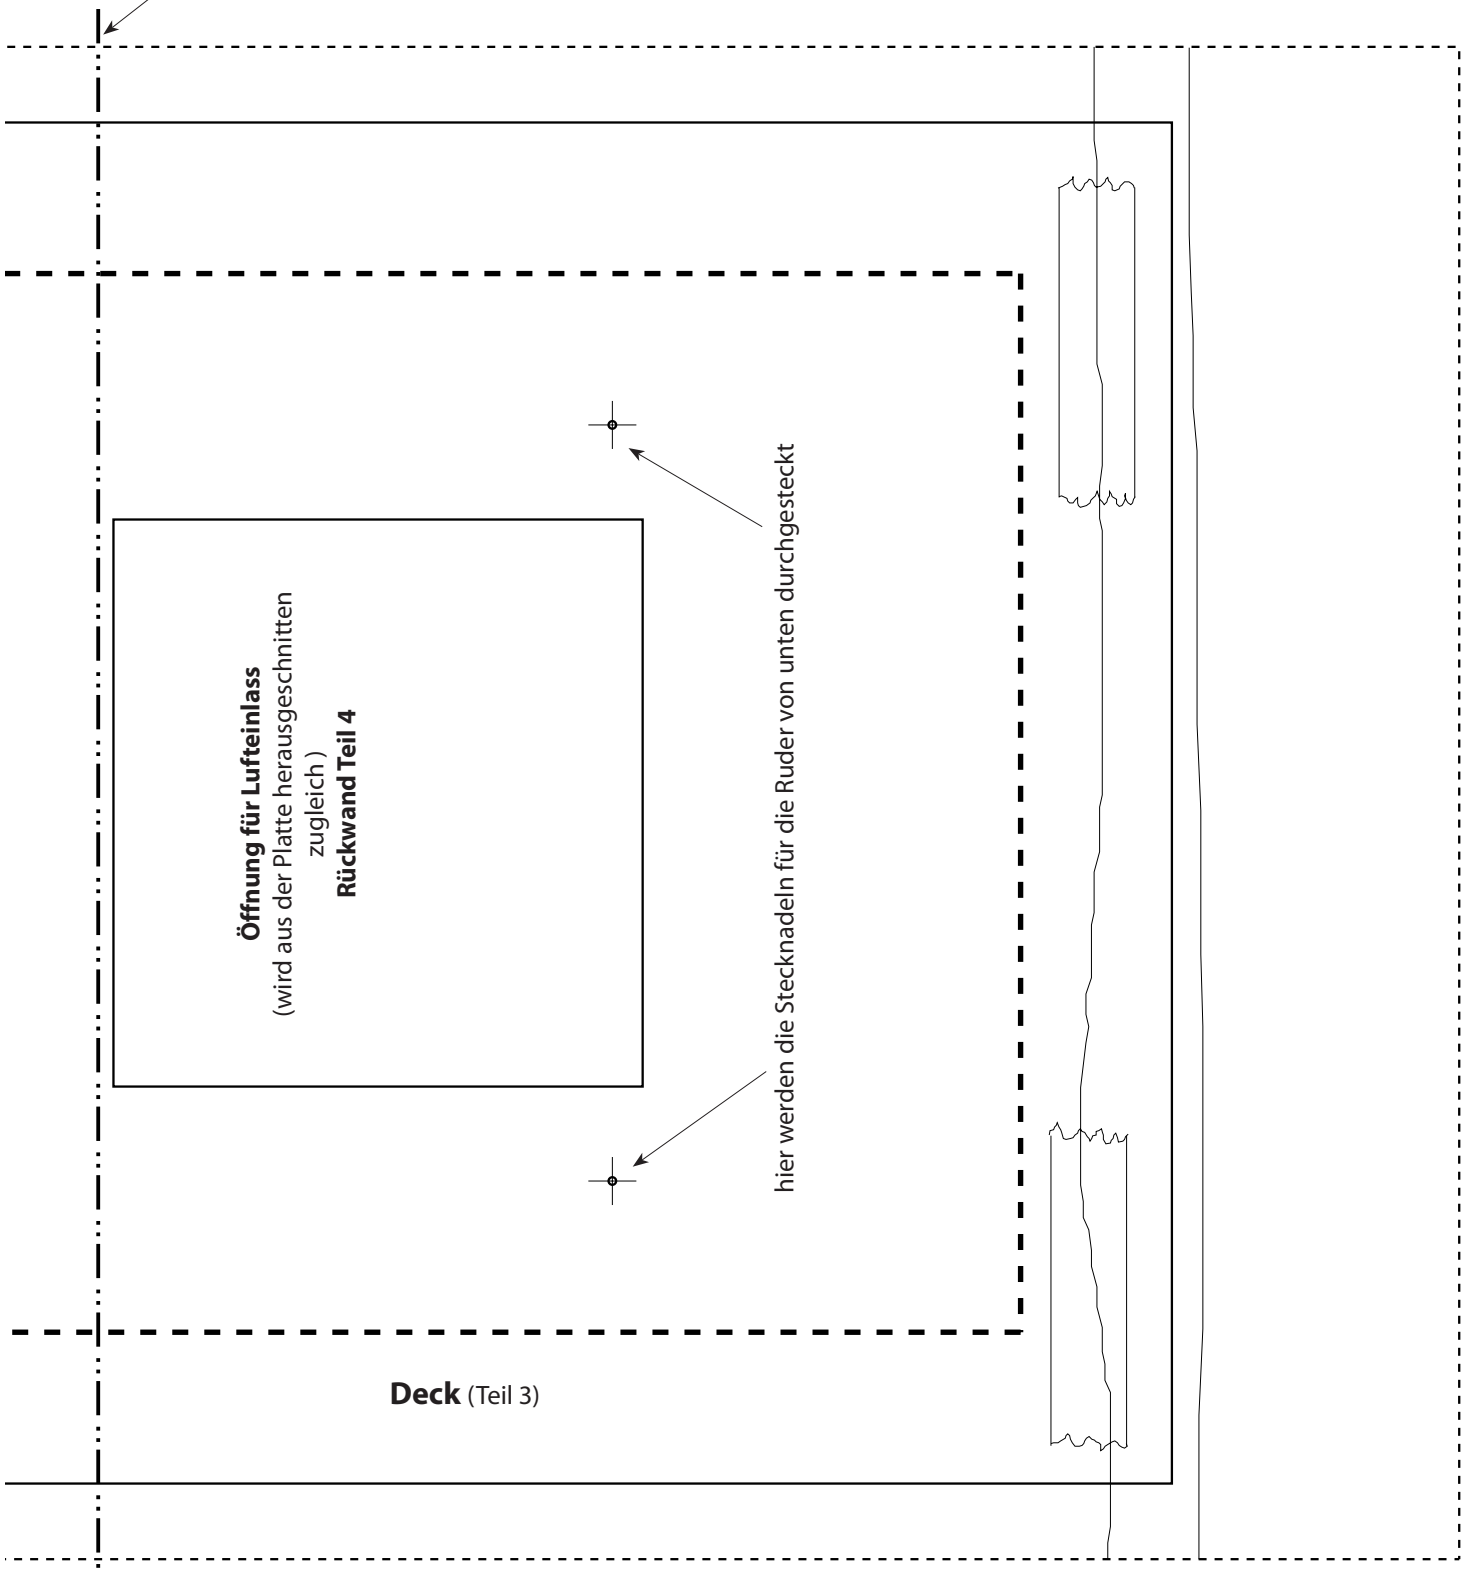 Öffnung für Lufteinlass
(wird aus der Platte herausgeschnitten
zugleich )
Rückwand Teil 4
hier werden die Stecknadeln für die Ruder von unten durchgesteckt
Deck (Teil 3)